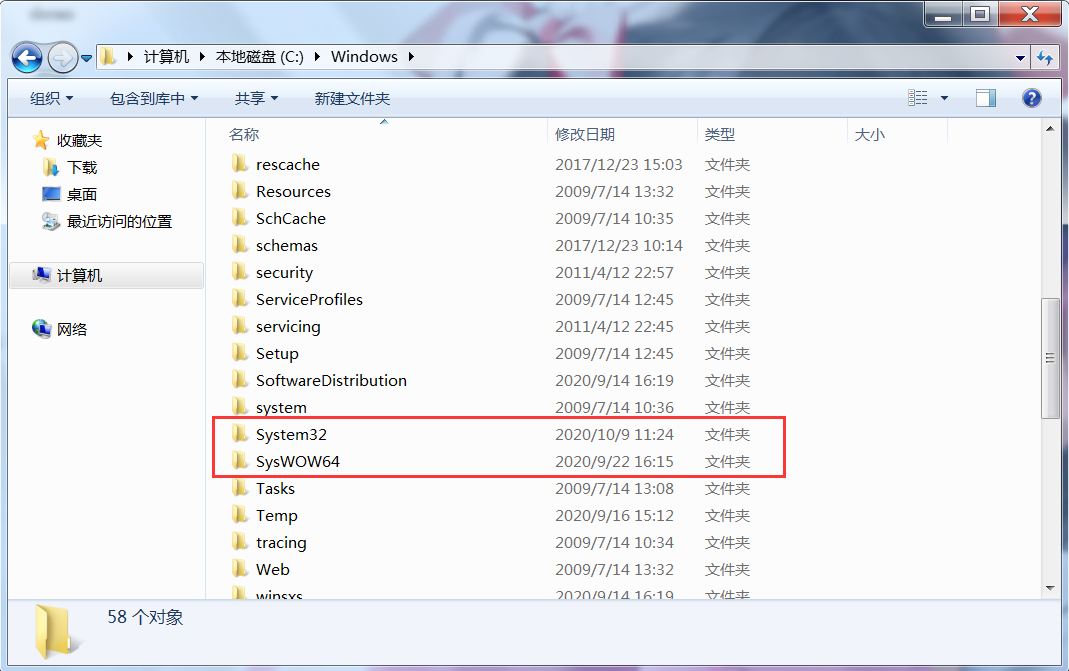 计算机 本地磁盘 (C:) Windows
组织 包含到库中 共享 新建文件夹
收藏夹
下载
桌面
最近访问的位置
计算机
网络
名称 修改日期 类型 大小
rescache 2017/12/23 15:03 文件夹
Resources 2009/7/14 13:32 文件夹
SchCache 2009/7/14 10:35 文件夹
schemas 2017/12/23 10:14 文件夹
security 2011/4/12 22:57 文件夹
ServiceProfiles 2009/7/14 12:45 文件夹
servicing 2011/4/12 22:45 文件夹
Setup 2009/7/14 12:45 文件夹
SoftwareDistribution 2020/9/14 16:19 文件夹
system 2009/7/14 10:36 文件夹
System32 2020/10/9 11:24 文件夹
SysWOW64 2020/9/22 16:15 文件夹
Tasks 2009/7/14 13:08 文件夹
Temp 2020/9/16 15:12 文件夹
tracing 2009/7/14 10:34 文件夹
Web 2009/7/14 13:32 文件夹
winsxs 2020/9/14 16:19 文件夹
58 个对象